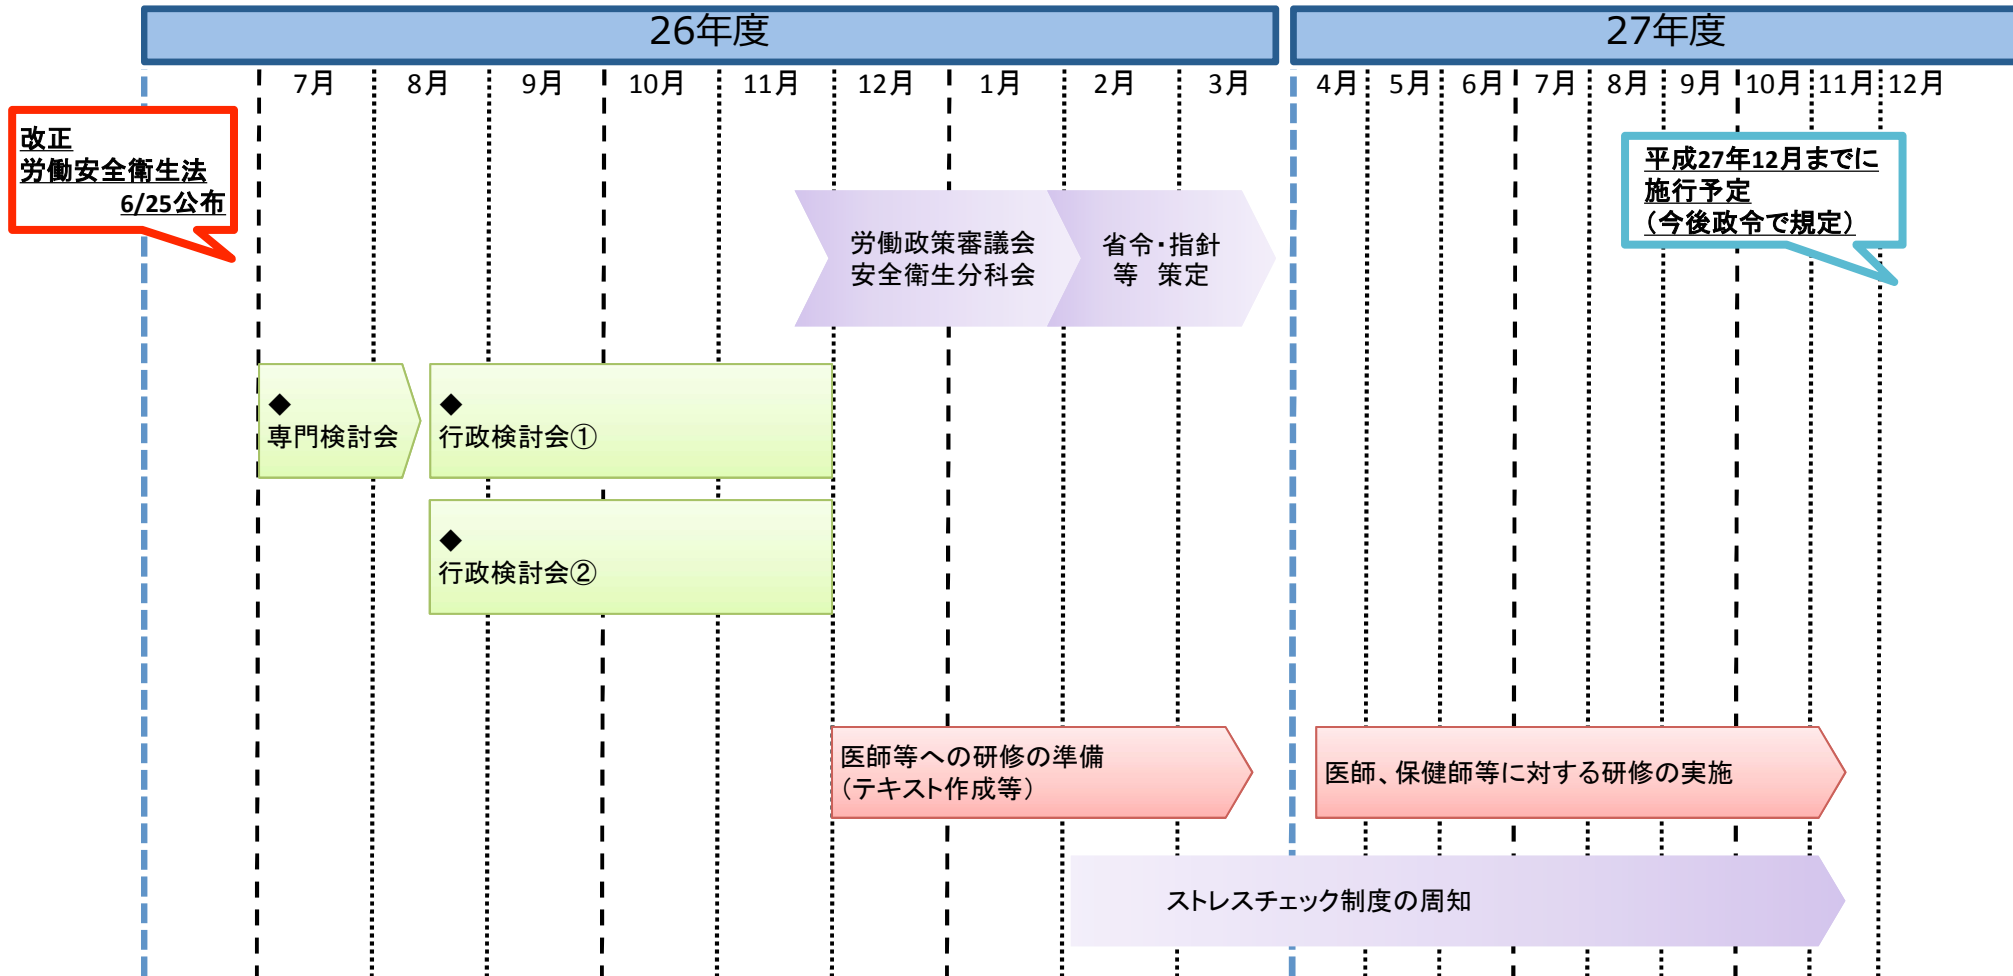 26年度
27年度
7月
8月
9月
10月
11月
12月
1月
2月
3月
4月
5月
6月
7月
8月
9月
10月
11月
12月
改正
労働安全衛生法
6/25公布
平成27年12月までに
施行予定
(今後政令で規定)
労働政策審議会
安全衛生分科会
省令・指針
等 策定
◆
専門検討会
◆
行政検討会①
◆
行政検討会②
医師等への研修の準備
(テキスト作成等)
医師、保健師等に対する研修の実施
ストレスチェック制度の周知